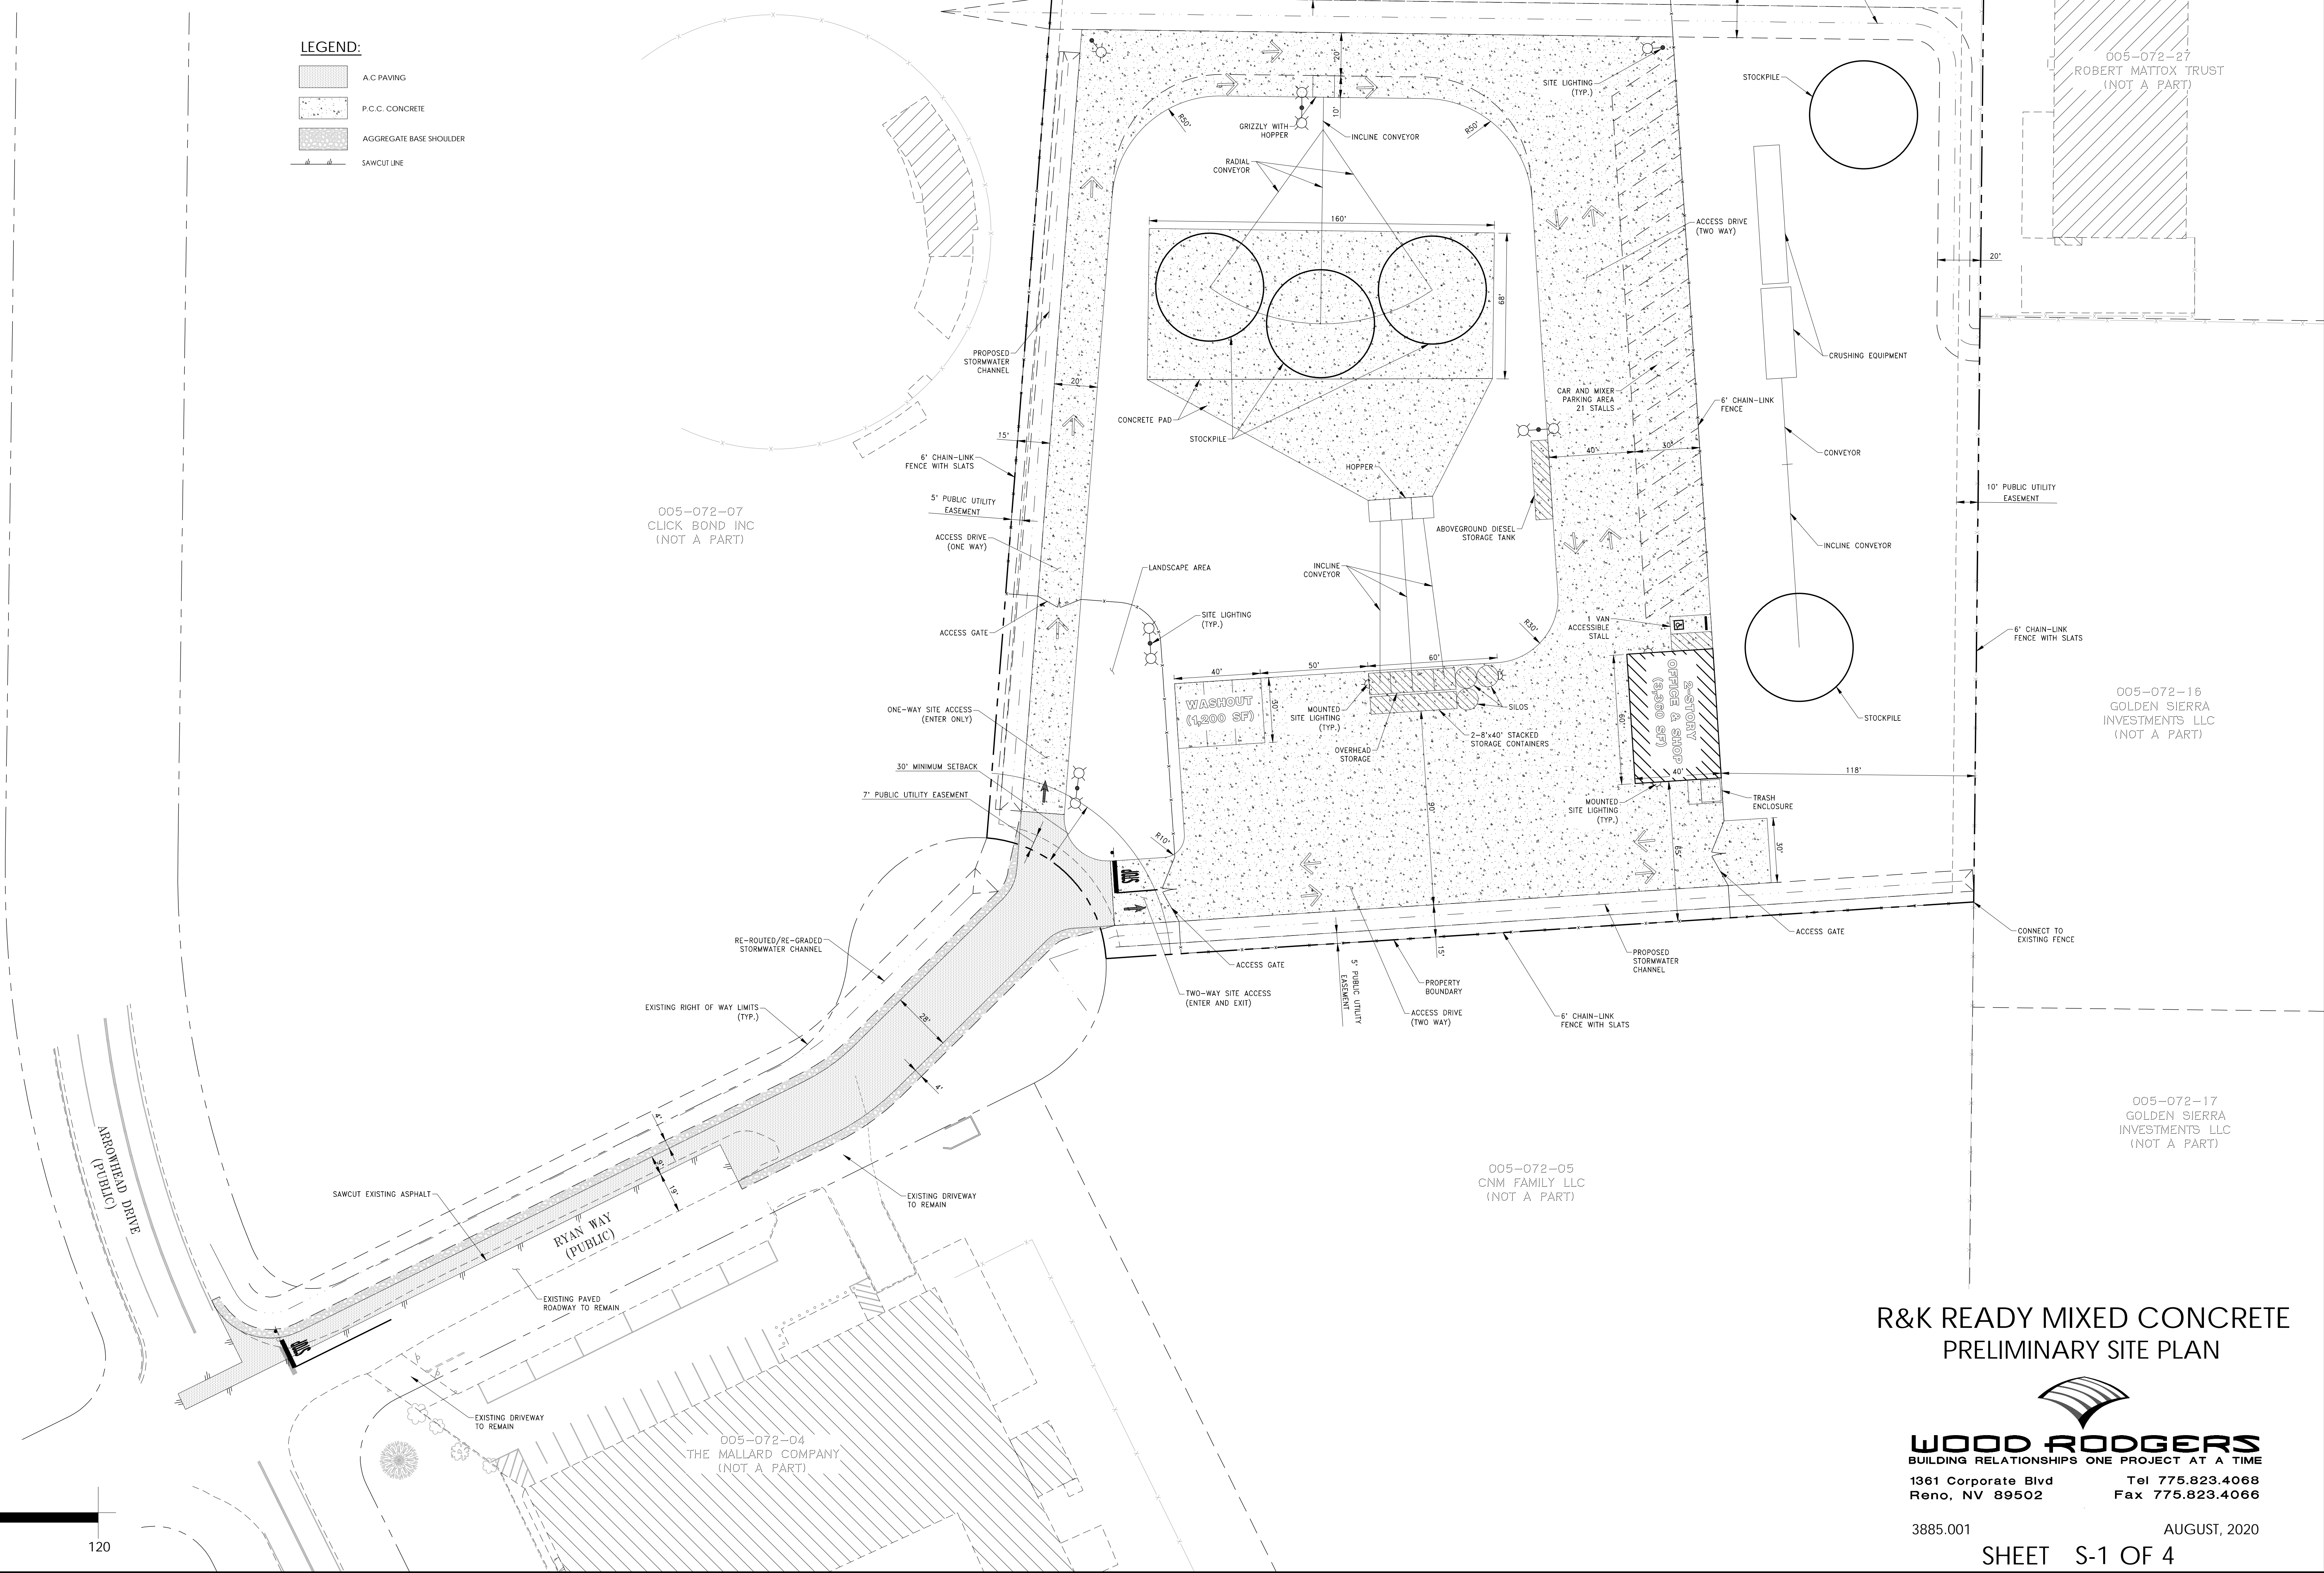 LEGEND:
A.C PAVING
P.C.C. CONCRETE
AGGREGATE BASE SHOULDER
SAWCUT LINE
005-072-27
ROBERT MATTOX TRUST
(NOT A PART)
STOCKPILE
SITE LIGHTING
(TYP.)
20'
10'
GRIZZLY WITH
HOPPER
INCLINE CONVEYOR
R50'
R50'
RADIAL
CONVEYOR
160'
68'
ACCESS DRIVE
(TWO WAY)
20'
PROPOSED
STORMWATER
CHANNEL
20'
CRUSHING EQUIPMENT
CAR AND MIXER
PARKING AREA
21 STALLS
6' CHAIN-LINK
FENCE
CONCRETE PAD
STOCKPILE
15'
6' CHAIN-LINK
FENCE WITH SLATS
40'
30'
CONVEYOR
HOPPER
5' PUBLIC UTILITY
EASEMENT
10' PUBLIC UTILITY
EASEMENT
005-072-07
CLICK BOND INC
(NOT A PART)
ABOVEGROUND DIESEL
STORAGE TANK
ACCESS DRIVE
(ONE WAY)
INCLINE CONVEYOR
LANDSCAPE AREA
INCLINE
CONVEYOR
ACCESS GATE
SITE LIGHTING
(TYP.)
1 VAN
ACCESSIBLE
STALL
R30'
6' CHAIN-LINK
FENCE WITH SLATS
40'
50'
60'
WASHOUT
(1,200 SF)
30'
2-STORY
OFFICE & SHOP
(3,360 SF)
60'
40'
118'
ONE-WAY SITE ACCESS
(ENTER ONLY)
MOUNTED
SITE LIGHTING
(TYP.)
SILOS
OVERHEAD
STORAGE
2-8'x40' STACKED
STORAGE CONTAINERS
STOCKPILE
005-072-16
GOLDEN SIERRA
INVESTMENTS LLC
(NOT A PART)
30' MINIMUM SETBACK
7' PUBLIC UTILITY EASEMENT
MOUNTED
SITE LIGHTING
(TYP.)
TRASH
ENCLOSURE
90'
65'
30'
R10'
STOP
RE-ROUTED/RE-GRADED
STORMWATER CHANNEL
ACCESS GATE
15'
5' PUBLIC UTILITY
EASEMENT
PROPOSED
STORMWATER
CHANNEL
ACCESS GATE
CONNECT TO
EXISTING FENCE
TWO-WAY SITE ACCESS
(ENTER AND EXIT)
PROPERTY
BOUNDARY
ACCESS DRIVE
(TWO WAY)
6' CHAIN-LINK
FENCE WITH SLATS
EXISTING RIGHT OF WAY LIMITS
(TYP.)
28'
4'
4'
9'
19'
005-072-17
GOLDEN SIERRA
INVESTMENTS LLC
(NOT A PART)
005-072-05
CNM FAMILY LLC
(NOT A PART)
ARROWHEAD DRIVE
(PUBLIC)
SAWCUT EXISTING ASPHALT
EXISTING DRIVEWAY
TO REMAIN
RYAN WAY
(PUBLIC)
EXISTING PAVED
ROADWAY TO REMAIN
STOP
EXISTING DRIVEWAY
TO REMAIN
005-072-04
THE MALLARD COMPANY
(NOT A PART)
120
R&K READY MIXED CONCRETE
PRELIMINARY SITE PLAN
WOOD RODGERS
BUILDING RELATIONSHIPS ONE PROJECT AT A TIME
1361 Corporate Blvd Tel 775.823.4068
Reno, NV 89502 Fax 775.823.4066
3885.001 AUGUST, 2020
SHEET S-1 OF 4